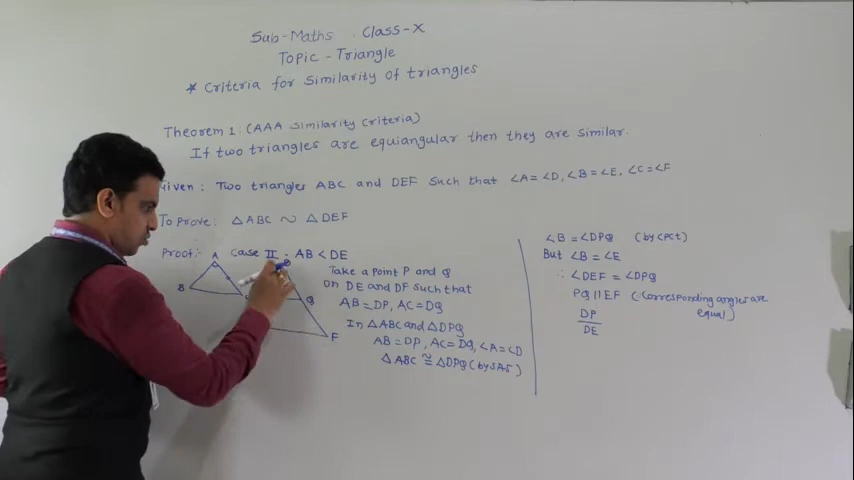 Sub-Maths . Class-X
Topic - Triangle
* Criteria for Similarity of triangles
Theorem 1: (AAA Similarity Criteria)
If two triangles are equiangular then they are similar.
Given: Two triangles ABC and DEF such that ∠A=∠D, ∠B=∠E, ∠C=∠F
To Prove: △ABC ~ △DEF
Proof:- Case II : AB < DE
A
B
Q
F
Take a point P and Q
on DE and DF such that
AB=DP, AC=DQ
In △ABC and △DPQ
AB=DP, AC=DQ, ∠A=∠D
△ABC ≅ △DPQ (by SAS)
∠B=∠DPQ (by CPCT)
But ∠B=∠E
∴ ∠DEF=∠DPQ
PQ||EF (Corresponding angles are
equal)
DP
DE